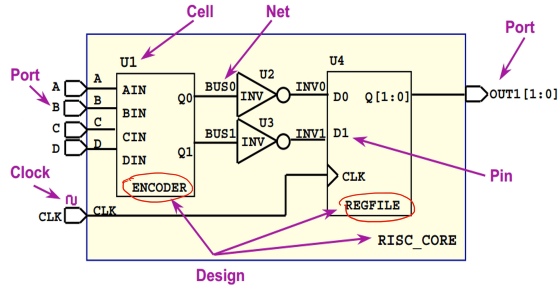 Cell
Net
Port
U1
U2
U4
Port
A
A
AIN
BUS0
INV
INV0
D0
Q[1:0]
OUT1[1:0]
B
B
BIN
Q0
C
C
CIN
U3
D
D
DIN
Q1
BUS1
INV
INV1
D1
Clock
ENCODER
CLK
Pin
CLK
CLK
REGFILE
RISC_CORE
Design